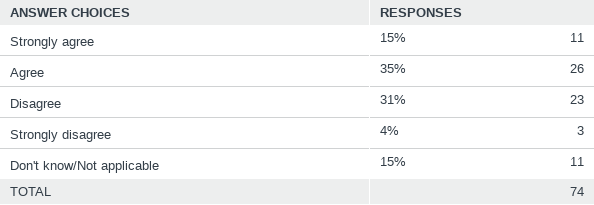 ANSWER CHOICES RESPONSES
Strongly agree 15% 11
Agree 35% 26
Disagree 31% 23
Strongly disagree 4% 3
Don't know/Not applicable 15% 11
TOTAL 74